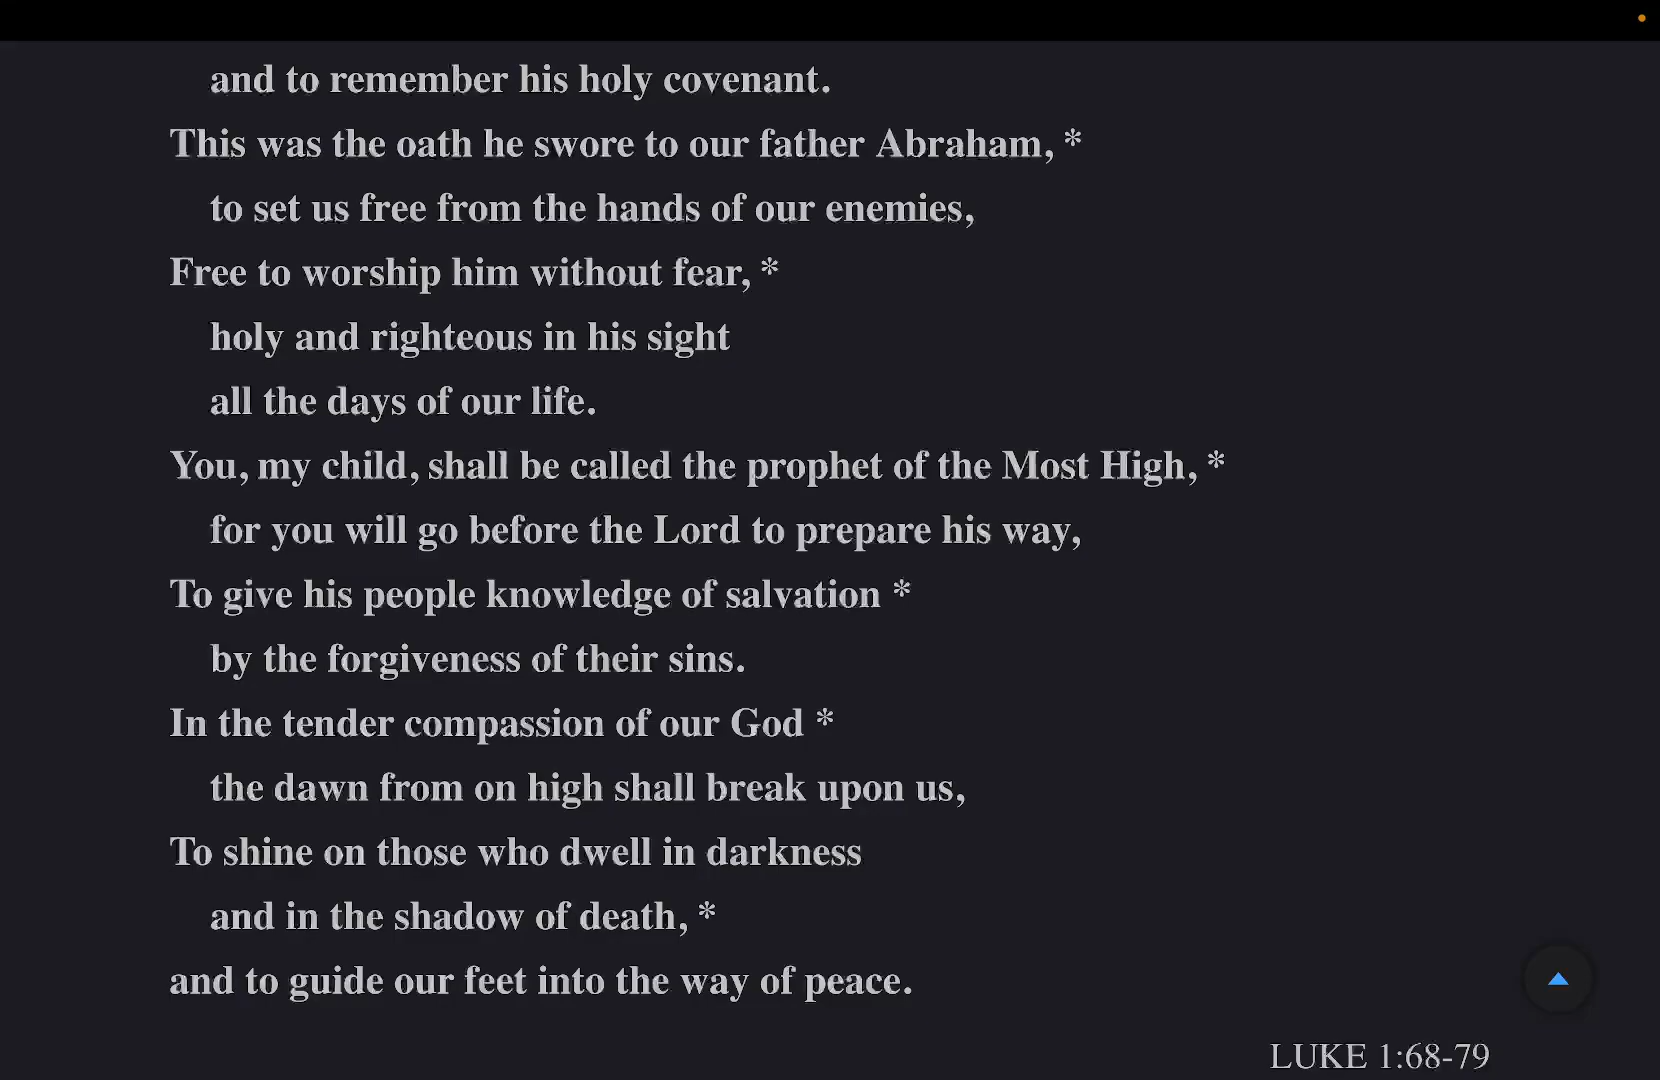 and to remember his holy covenant.
This was the oath he swore to our father Abraham, *
to set us free from the hands of our enemies,
Free to worship him without fear, *
holy and righteous in his sight
all the days of our life.
You, my child, shall be called the prophet of the Most High, *
for you will go before the Lord to prepare his way,
To give his people knowledge of salvation *
by the forgiveness of their sins.
In the tender compassion of our God *
the dawn from on high shall break upon us,
To shine on those who dwell in darkness
and in the shadow of death, *
and to guide our feet into the way of peace.
LUKE 1:68-79